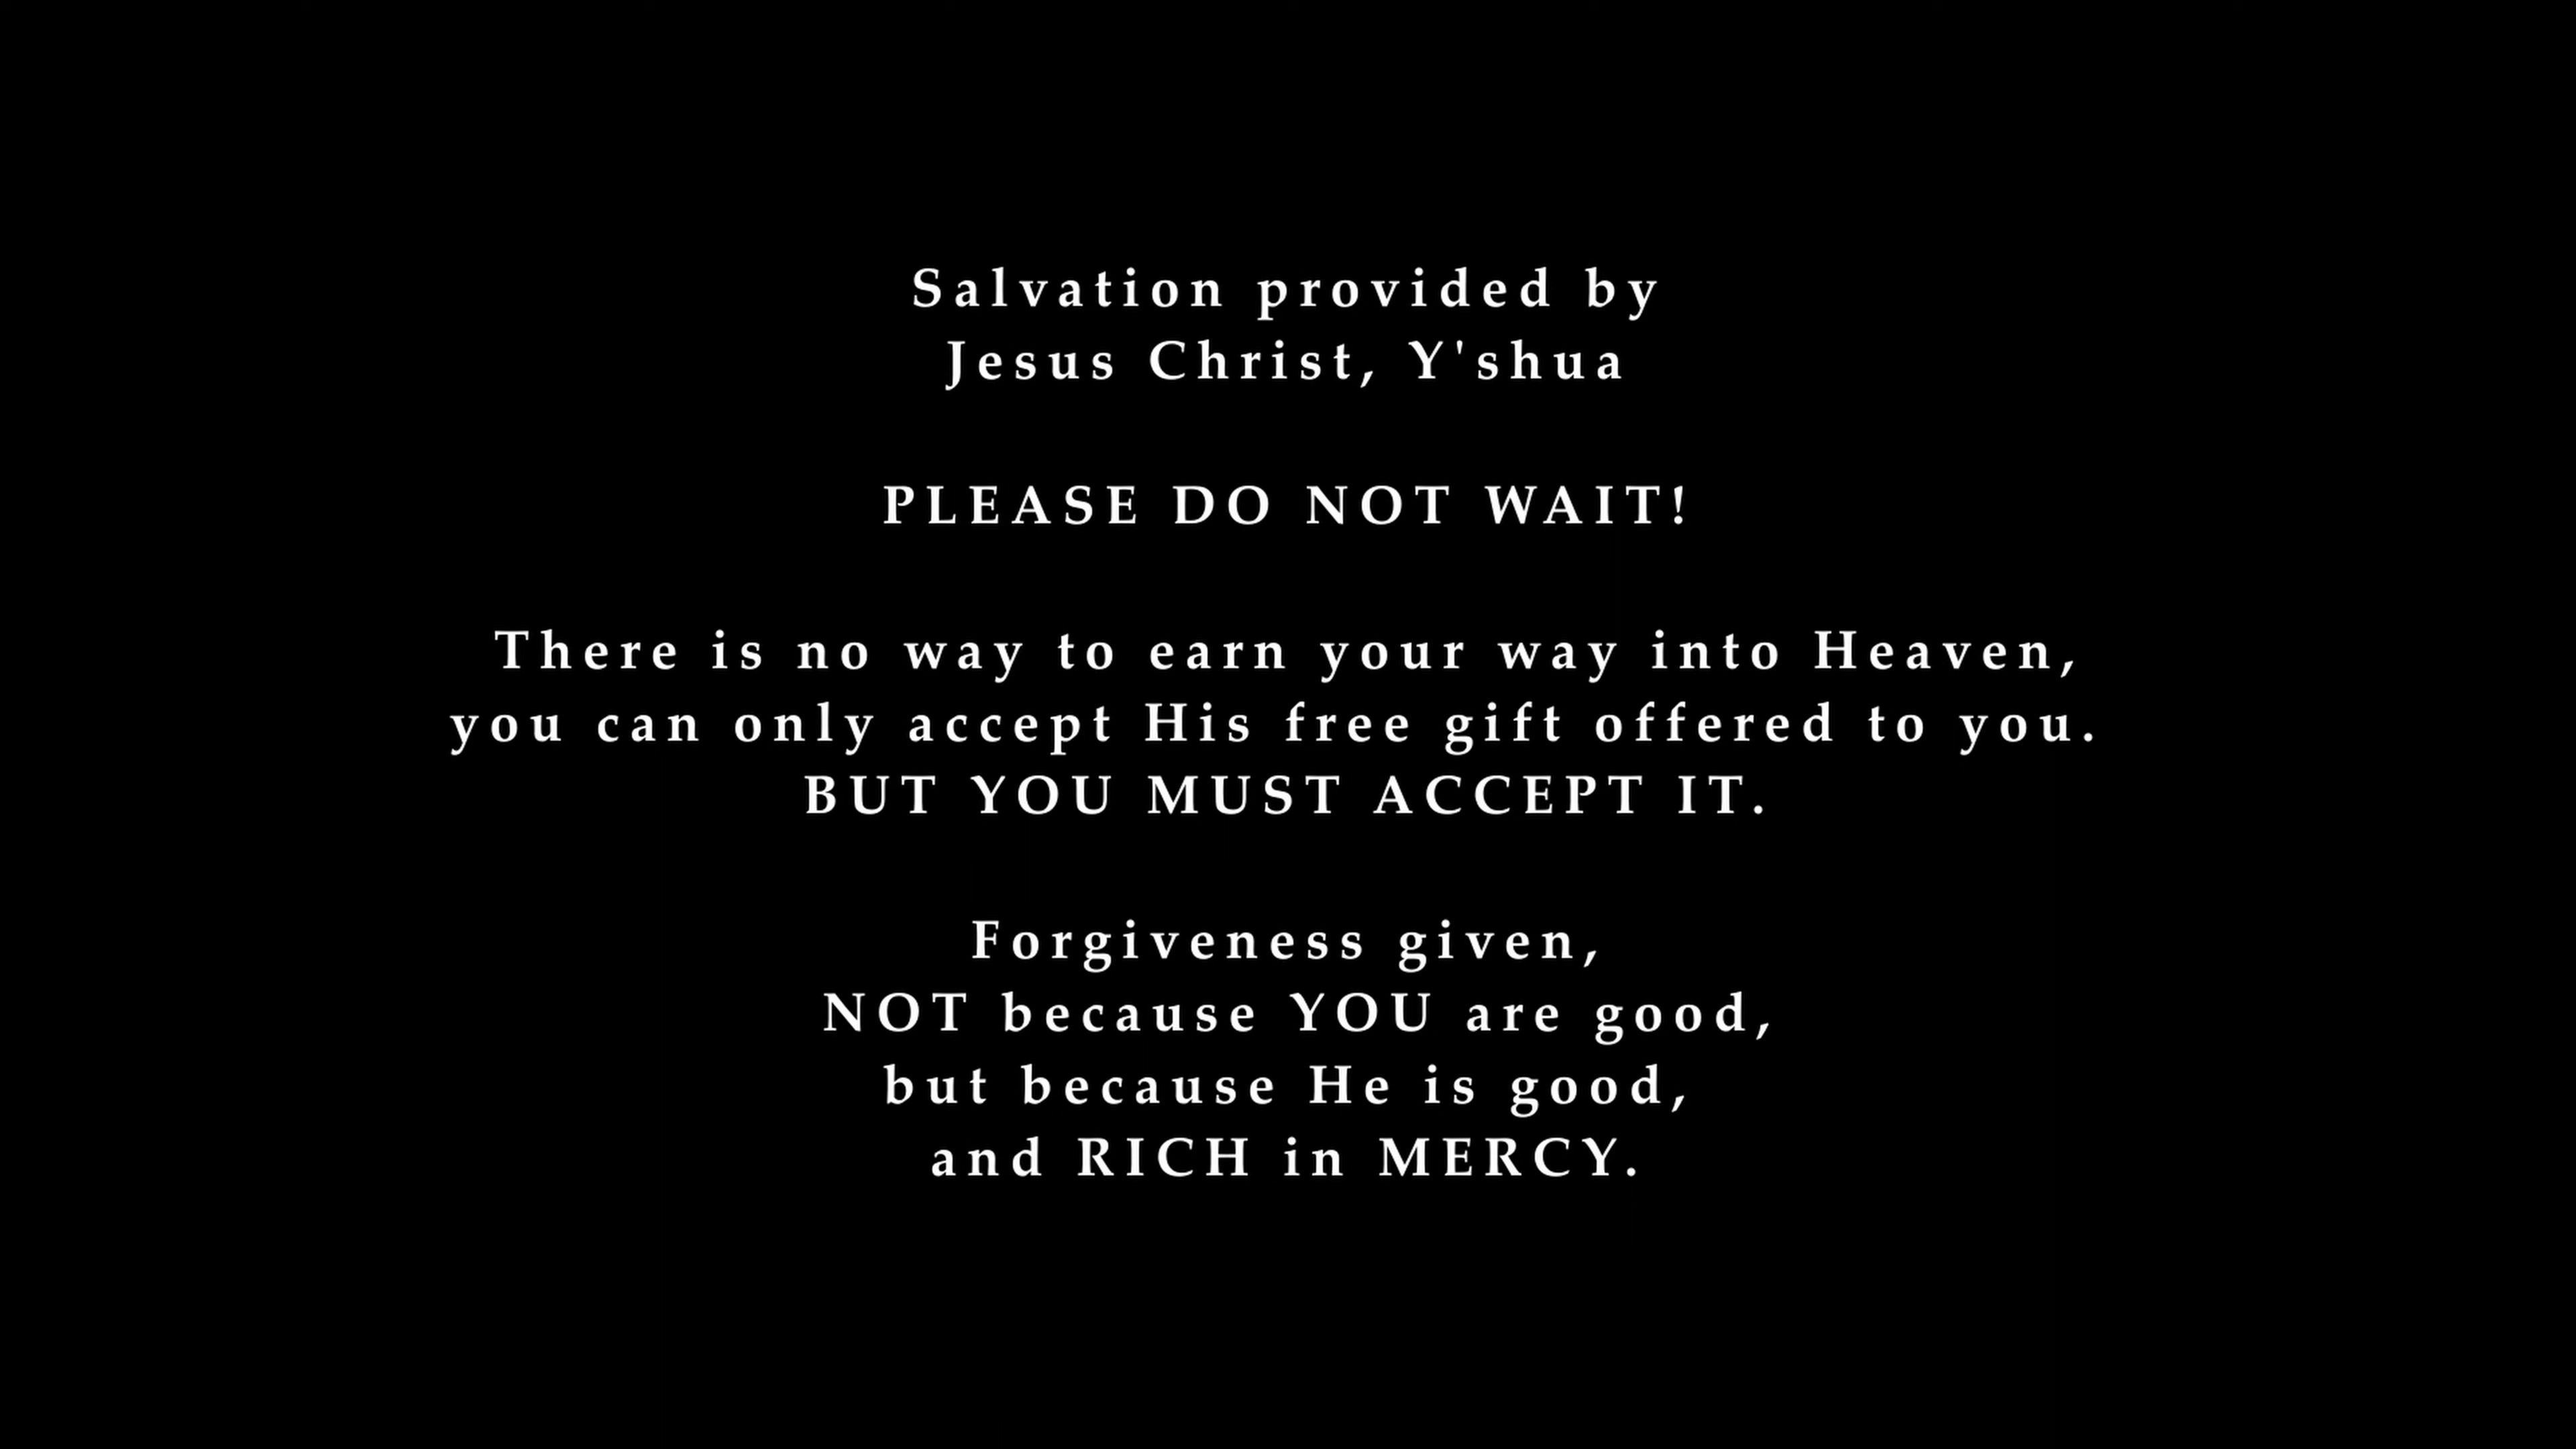 Salvation provided by
Jesus Christ, Y'shua
PLEASE DO NOT WAIT!
There is no way to earn your way into Heaven,
you can only accept His free gift offered to you.
BUT YOU MUST ACCEPT IT.
Forgiveness given,
NOT because YOU are good,
but because He is good,
and RICH in MERCY.